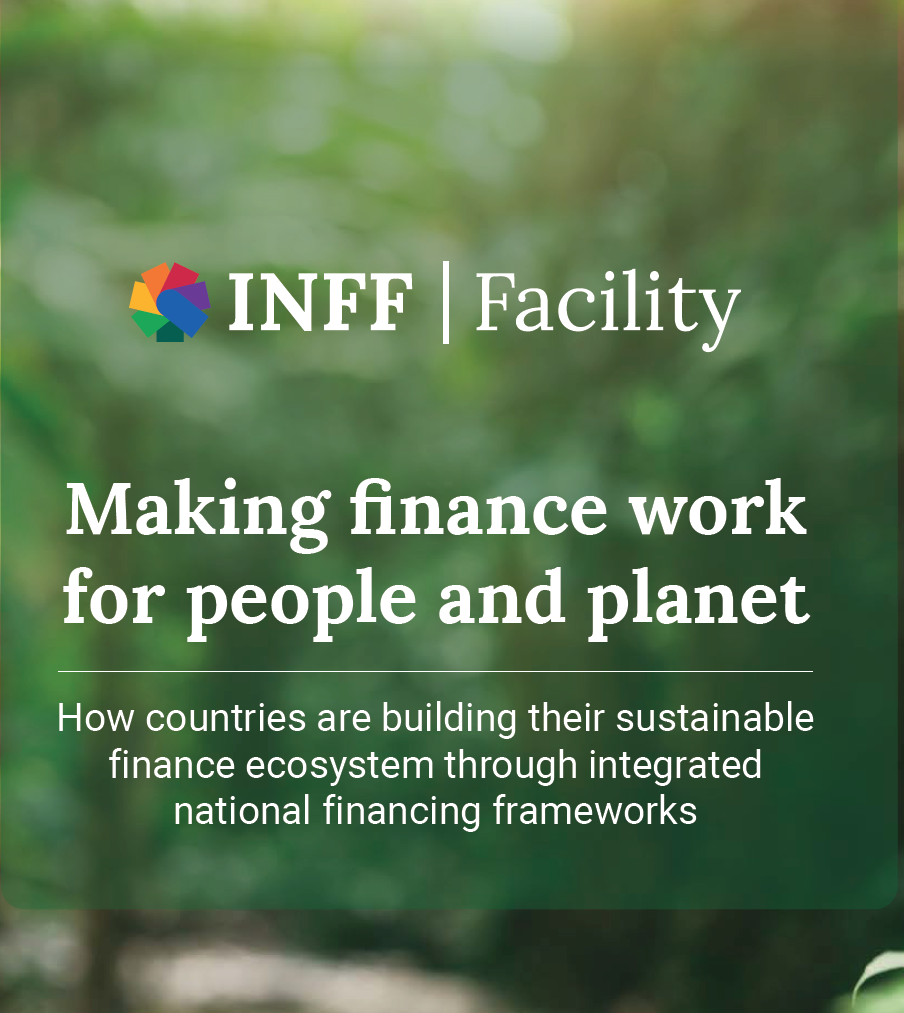 INFF | Facility
Making finance work
for people and planet
How countries are building their sustainable
finance ecosystem through integrated
national financing frameworks